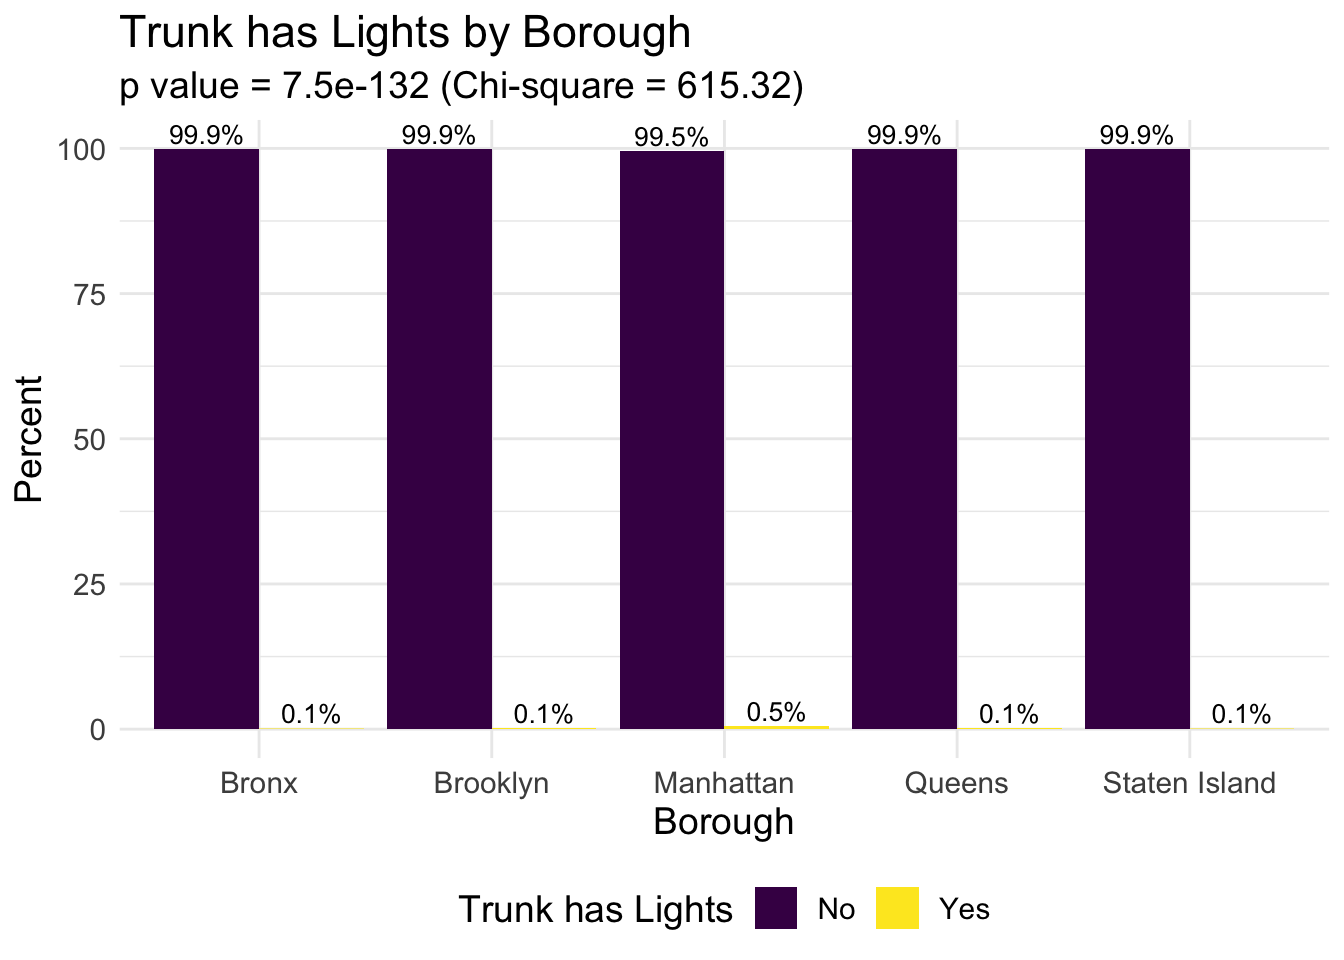 Trunk has Lights by Borough
p value = 7.5e-132 (Chi-square = 615.32)
99.9% 99.9% 99.5% 99.9% 99.9%
100
75
50
25
0
Percent
0.1% 0.1% 0.5% 0.1% 0.1%
Bronx Brooklyn Manhattan Queens Staten Island
Borough
Trunk has Lights No Yes